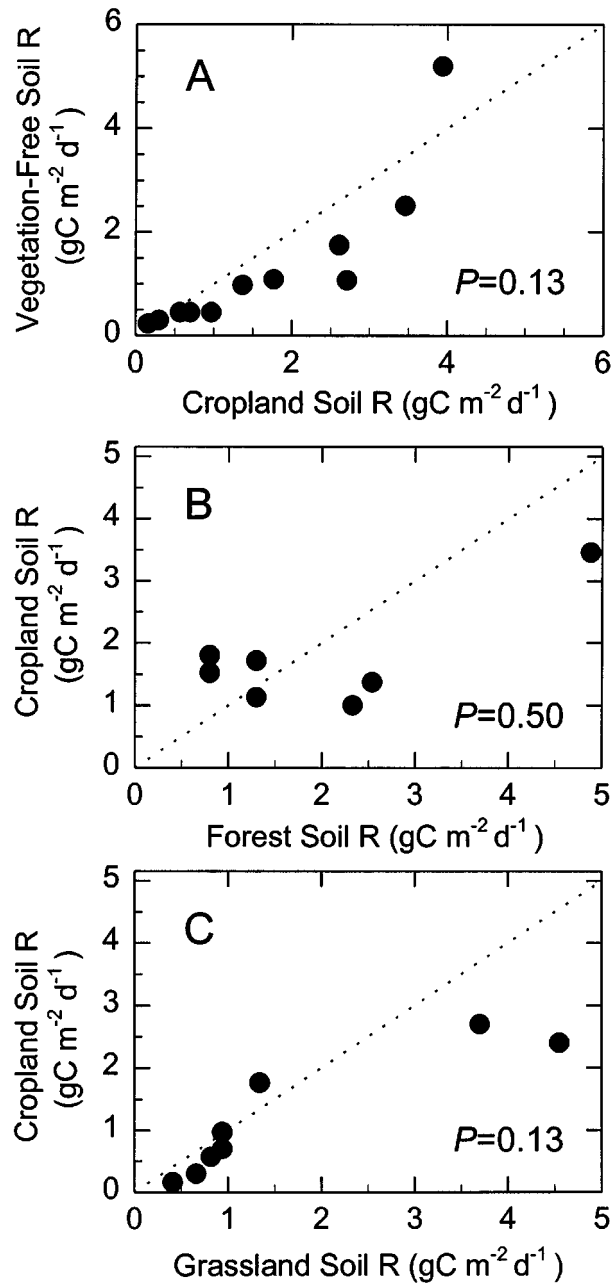 A
Vegetation-Free Soil R
(gC m⁻² d⁻¹)
6
4
2
0
P=0.13
0 2 4 6
Cropland Soil R (gC m⁻² d⁻¹)
B
Cropland Soil R
(gC m⁻² d⁻¹)
5
4
3
2
1
0
P=0.50
0 1 2 3 4 5
Forest Soil R (gC m⁻² d⁻¹)
C
Cropland Soil R
(gC m⁻² d⁻¹)
5
4
3
2
1
0
P=0.13
0 1 2 3 4 5
Grassland Soil R (gC m⁻² d⁻¹)